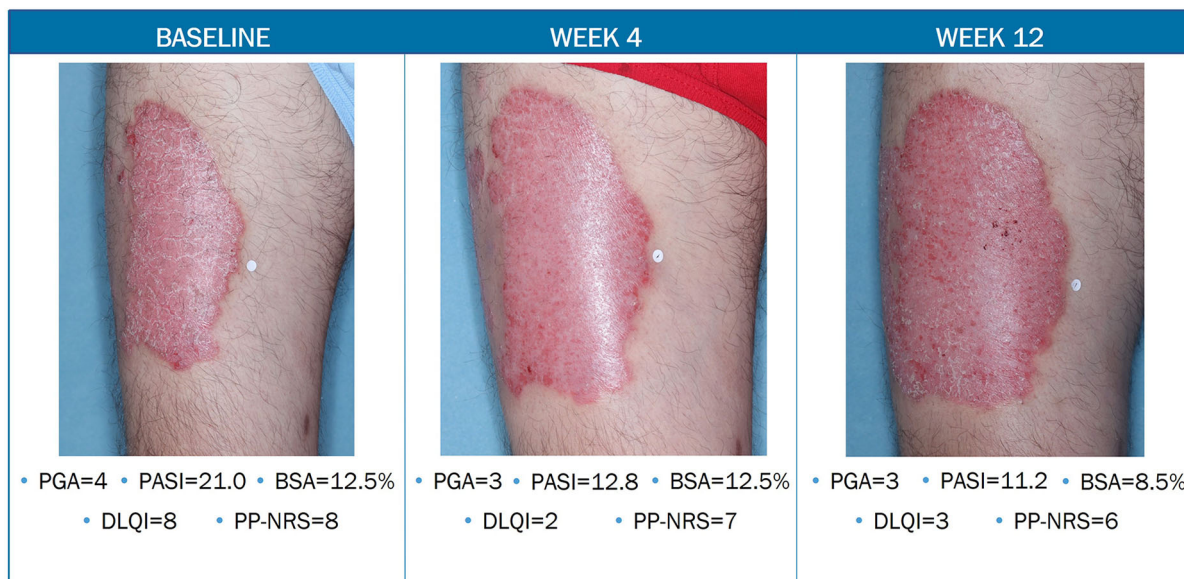 BASELINE
WEEK 4
WEEK 12
• PGA=4 • PASI=21.0 • BSA=12.5%
• DLQI=8 • PP-NRS=8
• PGA=3 • PASI=12.8 • BSA=12.5%
• DLQI=2 • PP-NRS=7
• PGA=3 • PASI=11.2 • BSA=8.5%
• DLQI=3 • PP-NRS=6